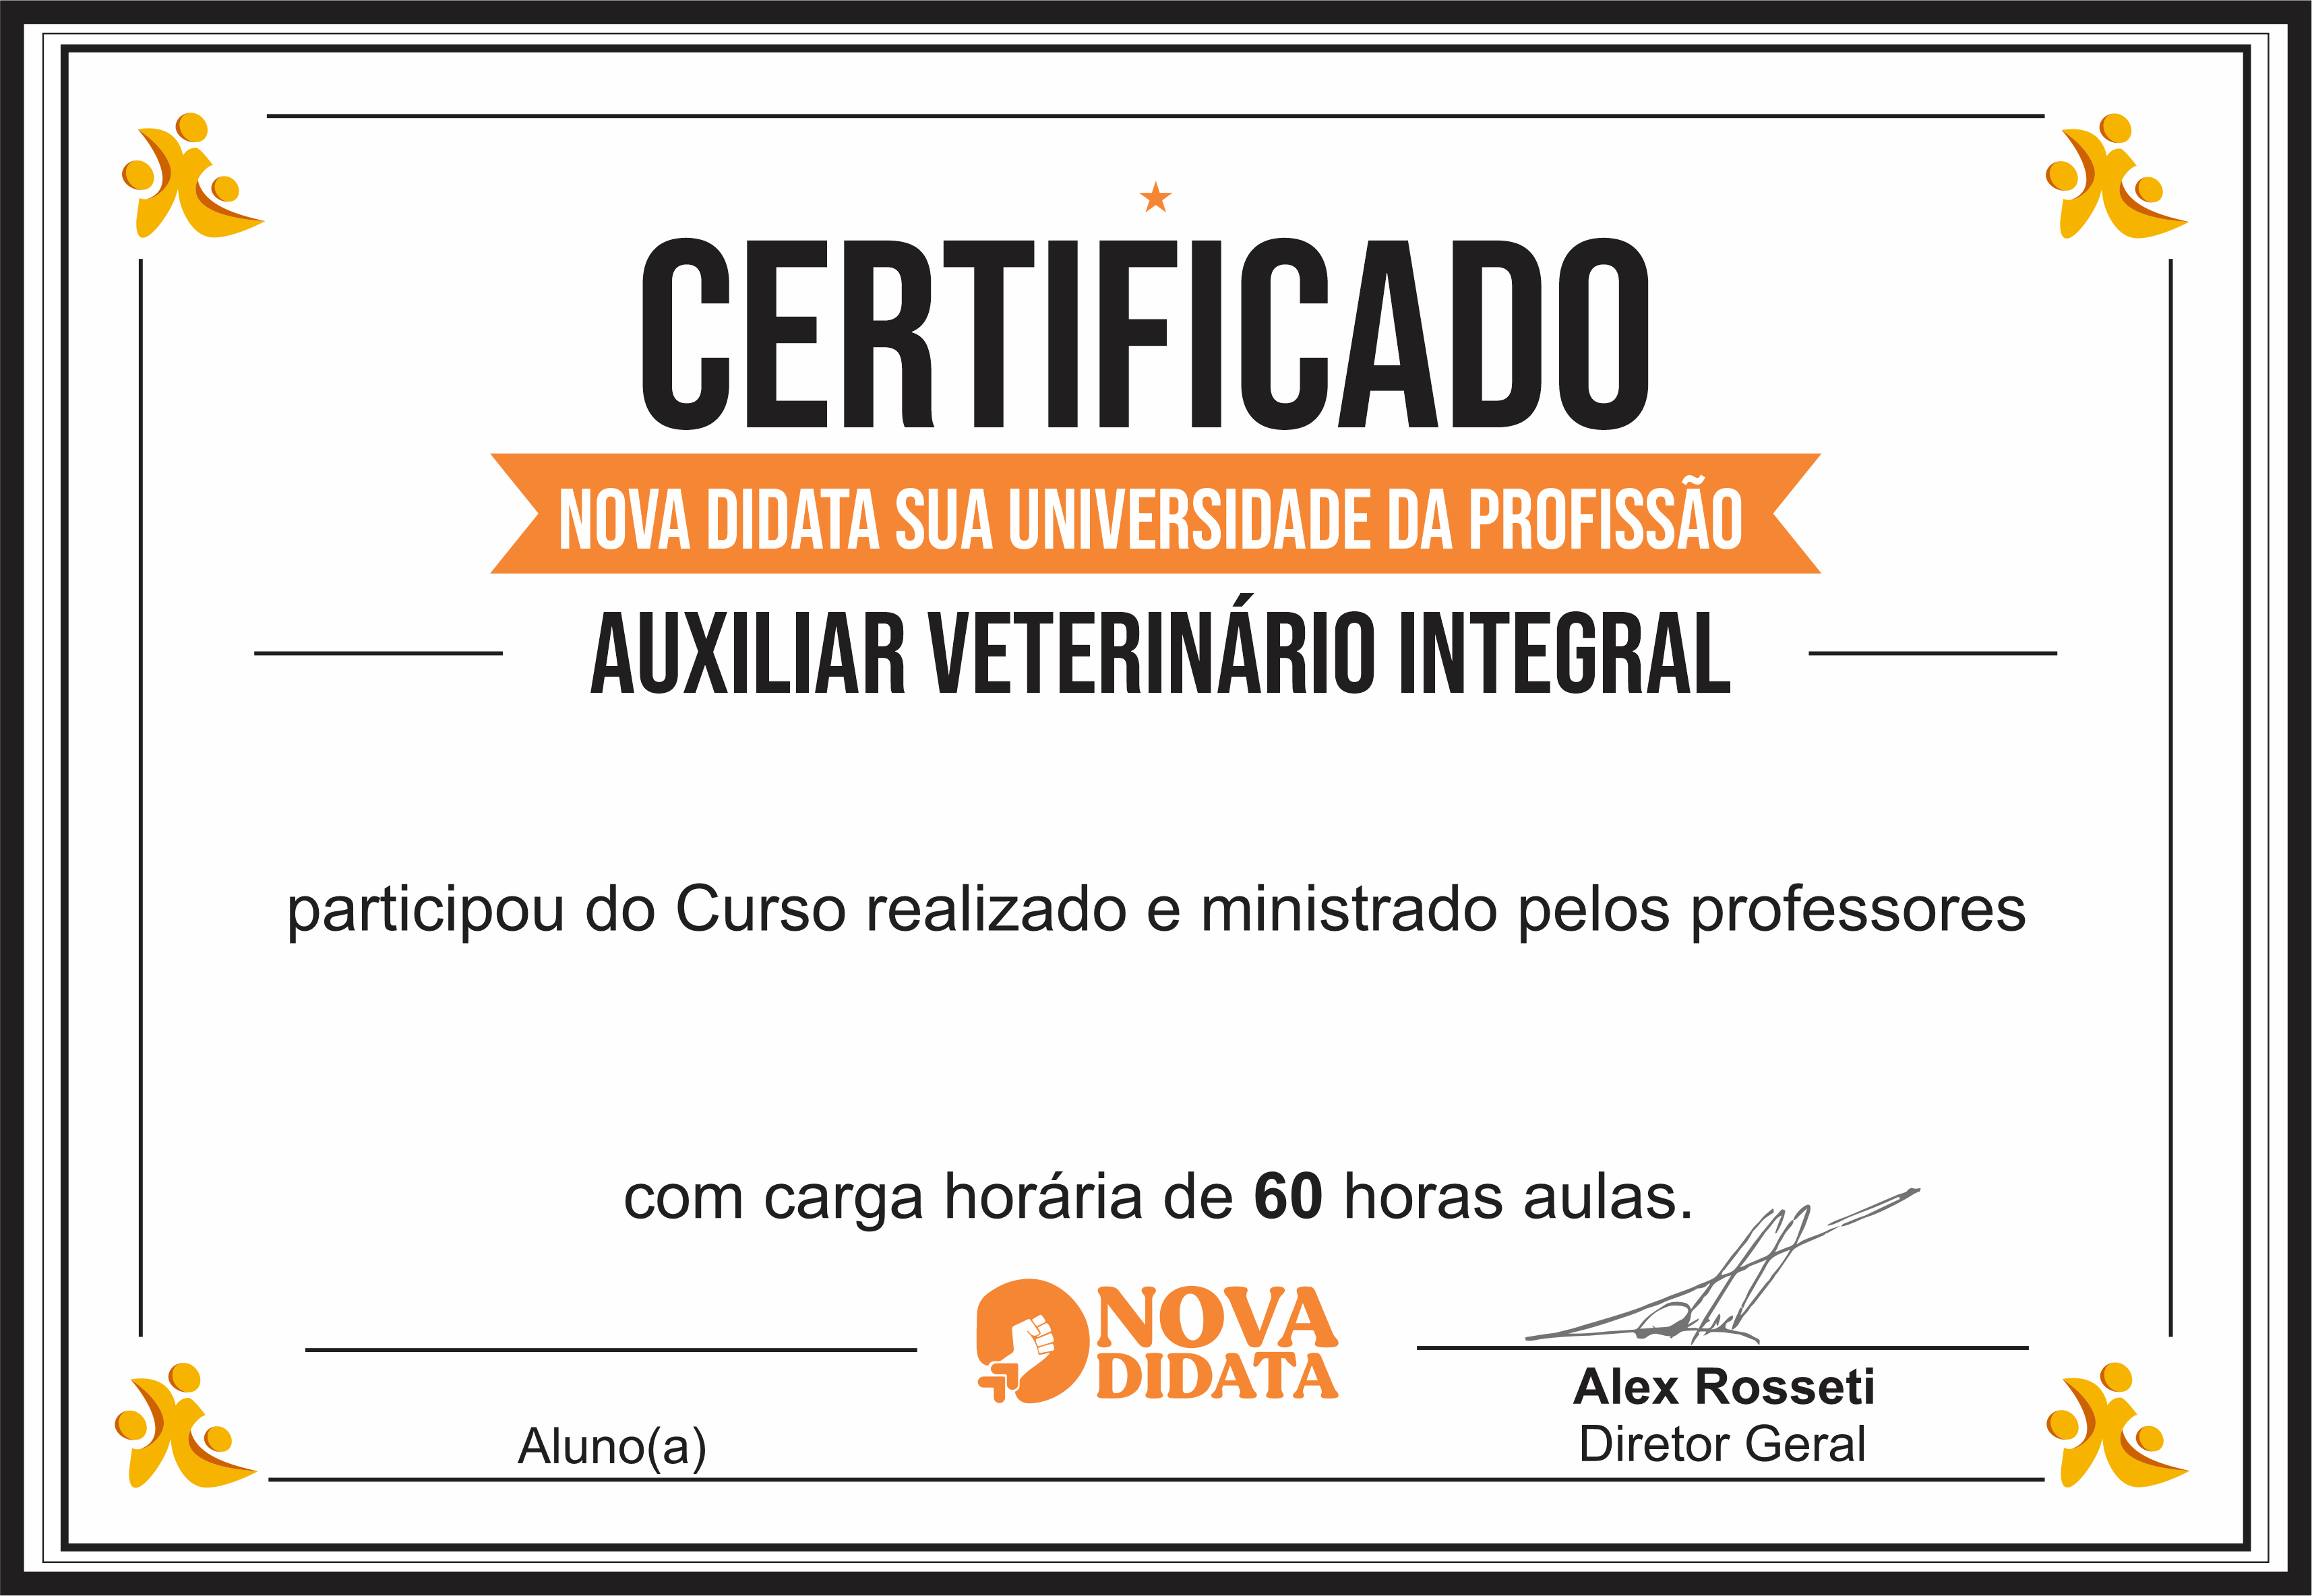 CERTIFICADO
NOVA DIDATA SUA UNIVERSIDADE DA PROFISSÃO
AUXILIAR VETERINÁRIO INTEGRAL
participou do Curso realizado e ministrado pelos professores
com carga horária de 60 horas aulas.
NOVA
DIDATA
Alex Rosseti
Diretor Geral
Aluno(a)